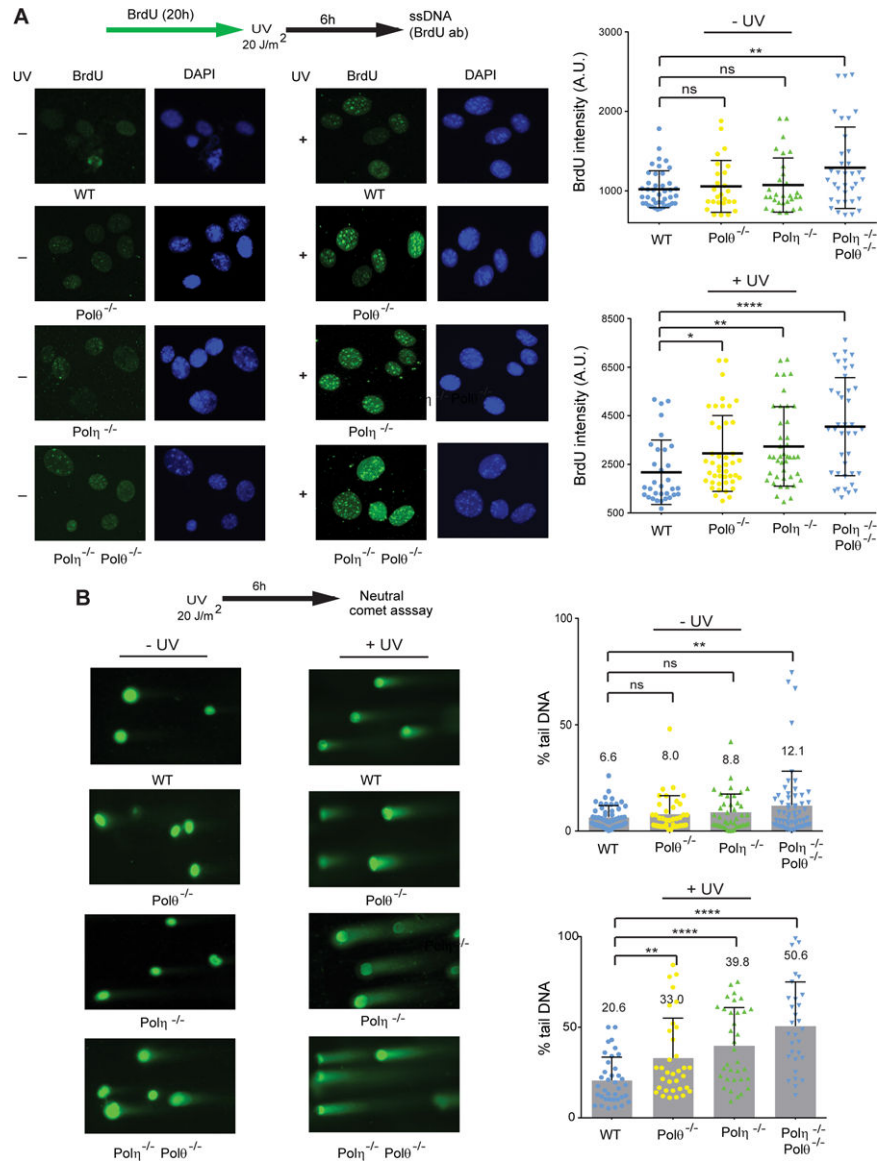 A
BrdU (20h)
UV
20 J/m2
6h
ssDNA
(BrdU ab)
UV BrdU DAPI
UV BrdU DAPI
–
WT
–
Polθ -/-
–
Polη -/-
–
Polη -/- Polθ -/-
+
WT
+
Polθ -/-
+
η Polθ -/-
Polη -/-
+
Polη -/- Polθ -/-
- UV
3000
2000
1000
BrdU intensity (A.U.)
**
ns
ns
WT Polθ -/- Polη -/- Polη -/-
Polθ -/-
+ UV
8500
6500
4500
2500
500
BrdU intensity (A.U.)
****
**
*
WT Polθ -/- Polη -/- Polη -/-
Polθ -/-
B
UV
20 J/m2
6h
Neutral
comet asssay
- UV
+ UV
WT
Polθ -/-
Polη -/-
Polη -/- Polθ -/-
WT
Polθ -/-
Polη -/-
Polη -/- Polθ -/-
- UV
100
50
0
% tail DNA
**
ns
ns
6.6 8.0 8.8 12.1
WT Polθ -/- Polη -/- Polη -/-
Polθ -/-
+ UV
100
50
0
% tail DNA
****
****
**
20.6 33.0 39.8 50.6
WT Polθ -/- Polη -/- Polη -/-
Polθ -/-